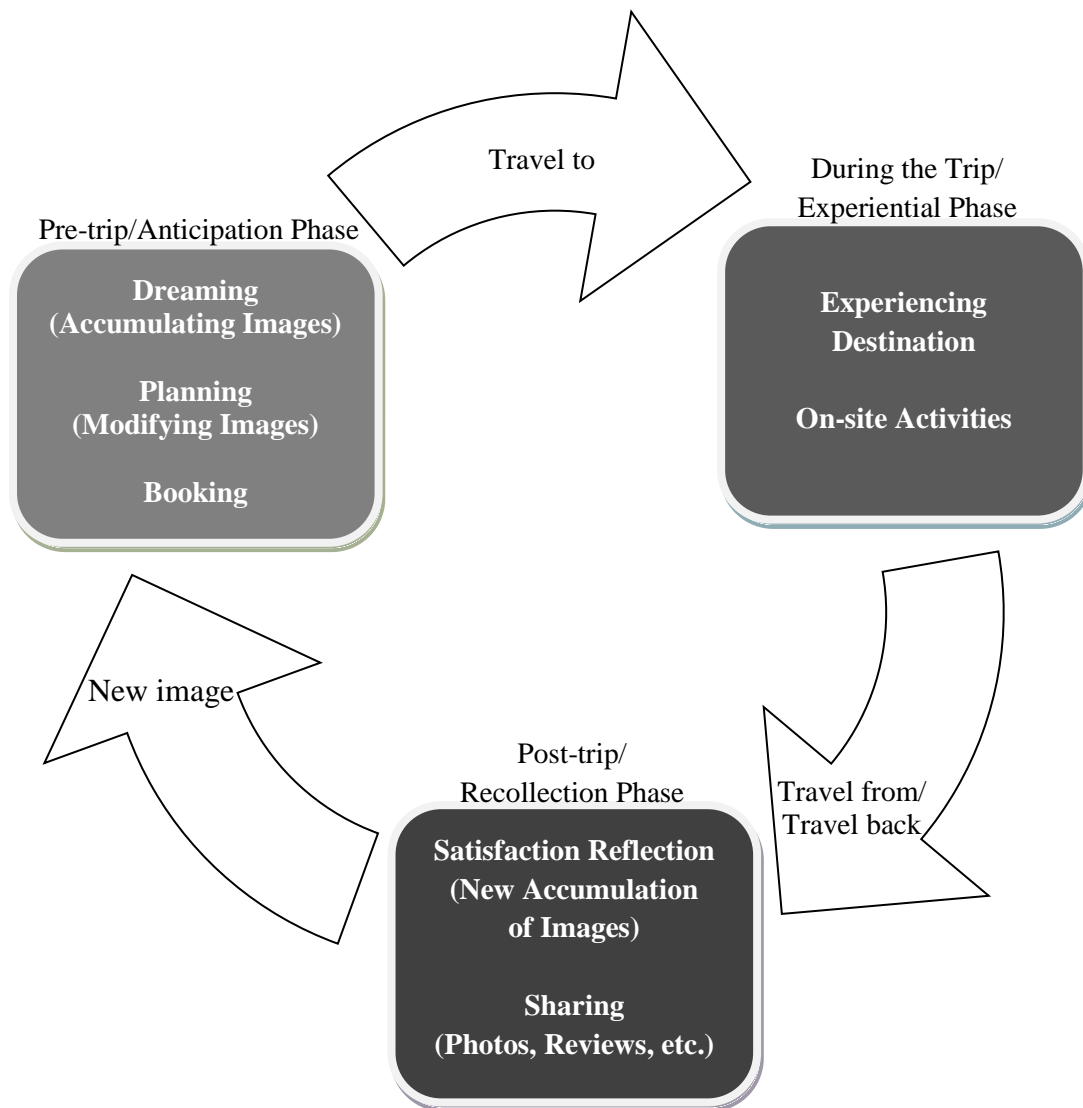 Travel to
Pre-trip/Anticipation Phase
Dreaming
(Accumulating Images)
Planning
(Modifying Images)
Booking
During the Trip/
Experiential Phase
Experiencing
Destination
On-site Activities
Travel from/
Travel back
Post-trip/
Recollection Phase
Satisfaction Reflection
(New Accumulation
of Images)
Sharing
(Photos, Reviews, etc.)
New image